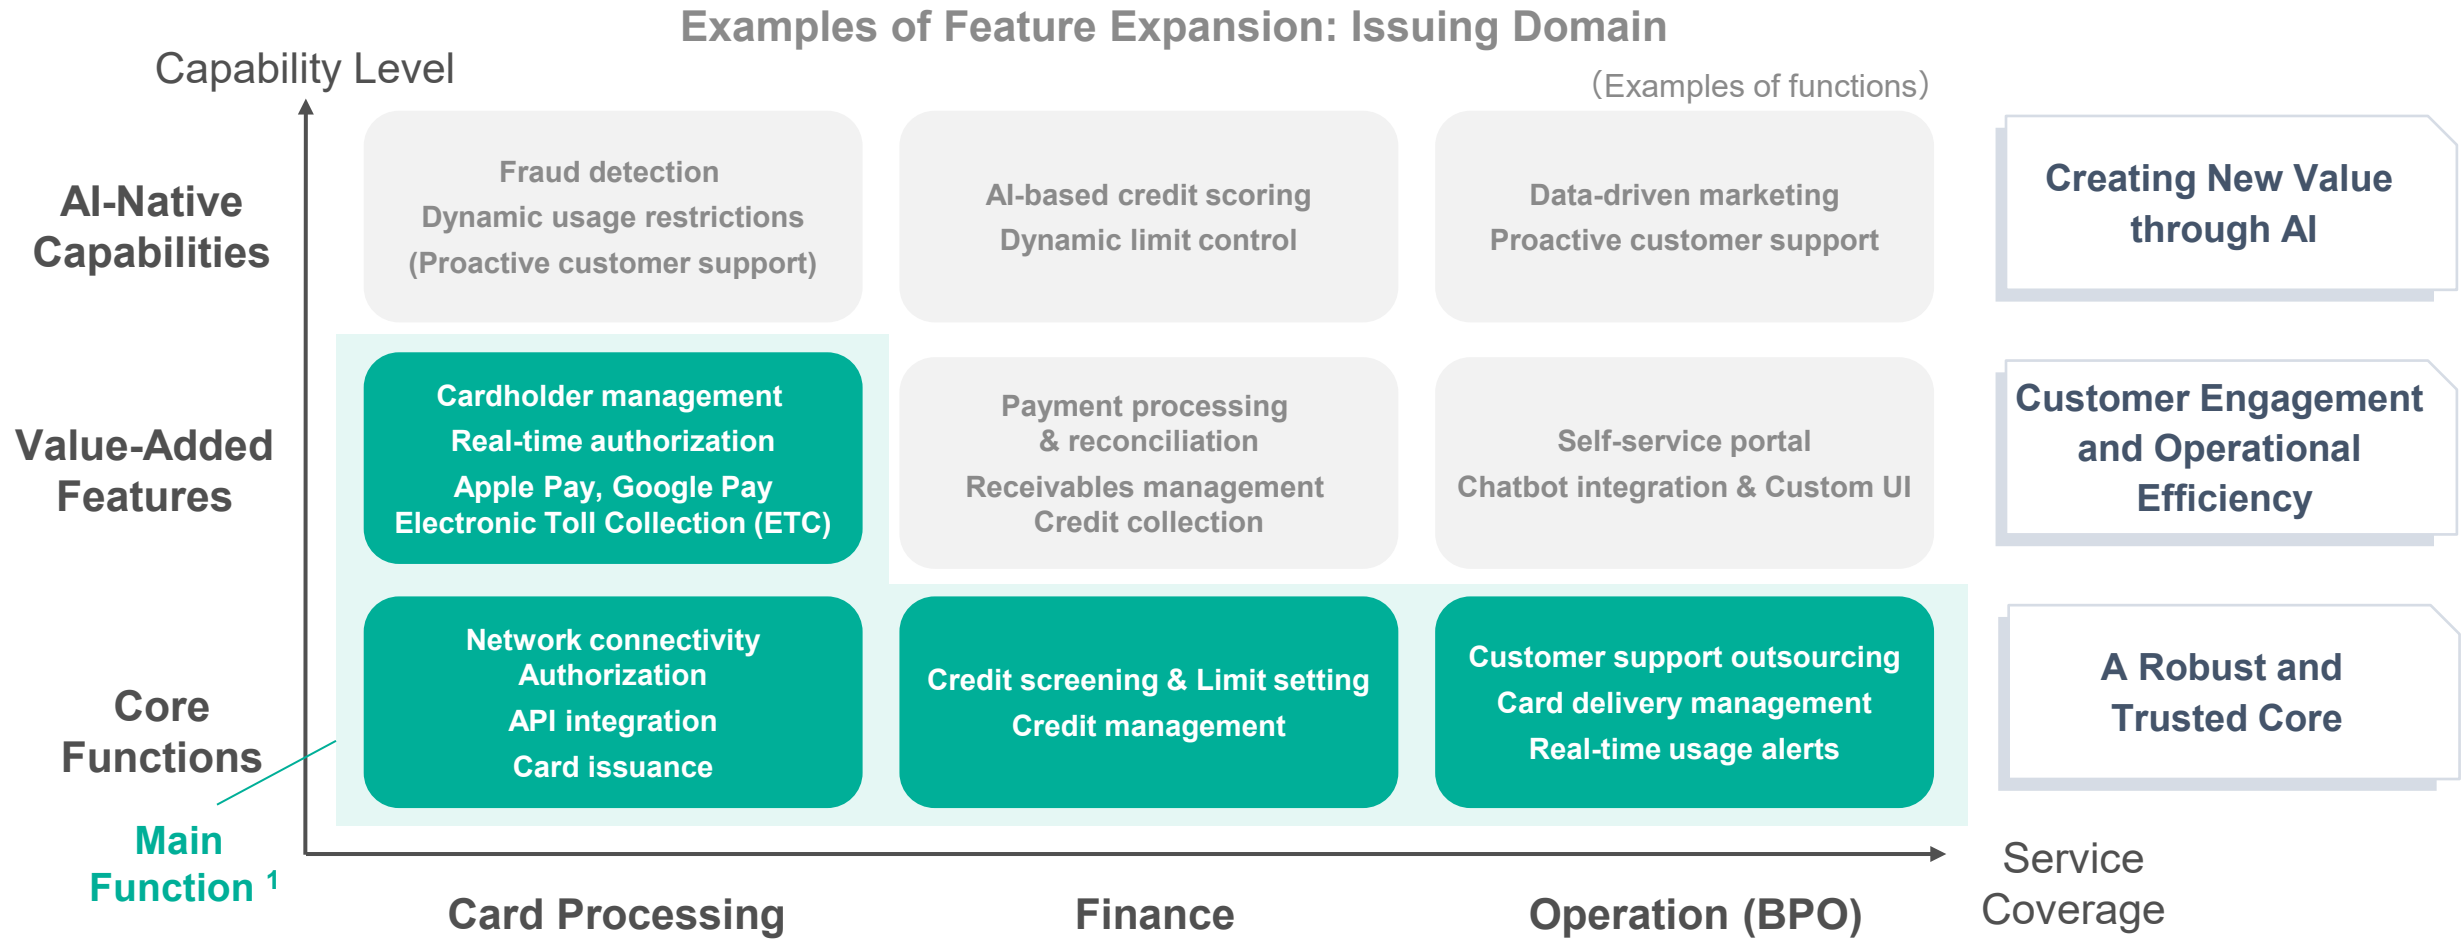 Examples of Feature Expansion: Issuing Domain
Capability Level
（Examples of functions）
AI-Native
Capabilities
Fraud detection
Dynamic usage restrictions
(Proactive customer support)
AI-based credit scoring
Dynamic limit control
Data-driven marketing
Proactive customer support
Creating New Value
through AI
Value-Added
Features
Cardholder management
Real-time authorization
Apple Pay, Google Pay
Electronic Toll Collection (ETC)
Payment processing
& reconciliation
Receivables management
Credit collection
Self-service portal
Chatbot integration & Custom UI
Customer Engagement
and Operational
Efficiency
Core
Functions
Network connectivity
Authorization
API integration
Card issuance
Credit screening & Limit setting
Credit management
Customer support outsourcing
Card delivery management
Real-time usage alerts
A Robust and
Trusted Core
Main
Function 1
Card Processing
Finance
Operation (BPO)
Service
Coverage